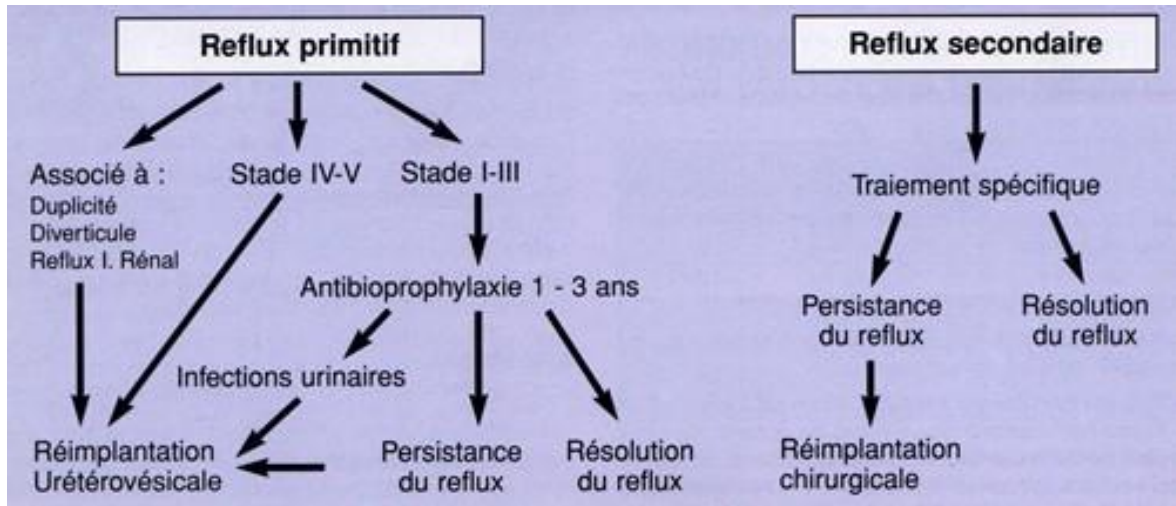 Reflux primitif
Associé à :
Duplicité
Diverticule
Reflux I. Rénal
Stade IV-V
Stade I-III
Antibioprophylaxie 1 - 3 ans
Infections urinaires
Réimplantation
Urétérovésicale
Persistance
du reflux
Résolution
du reflux
Reflux secondaire
Traiement spécifique
Persistance
du reflux
Résolution
du reflux
Réimplantation
chirurgicale